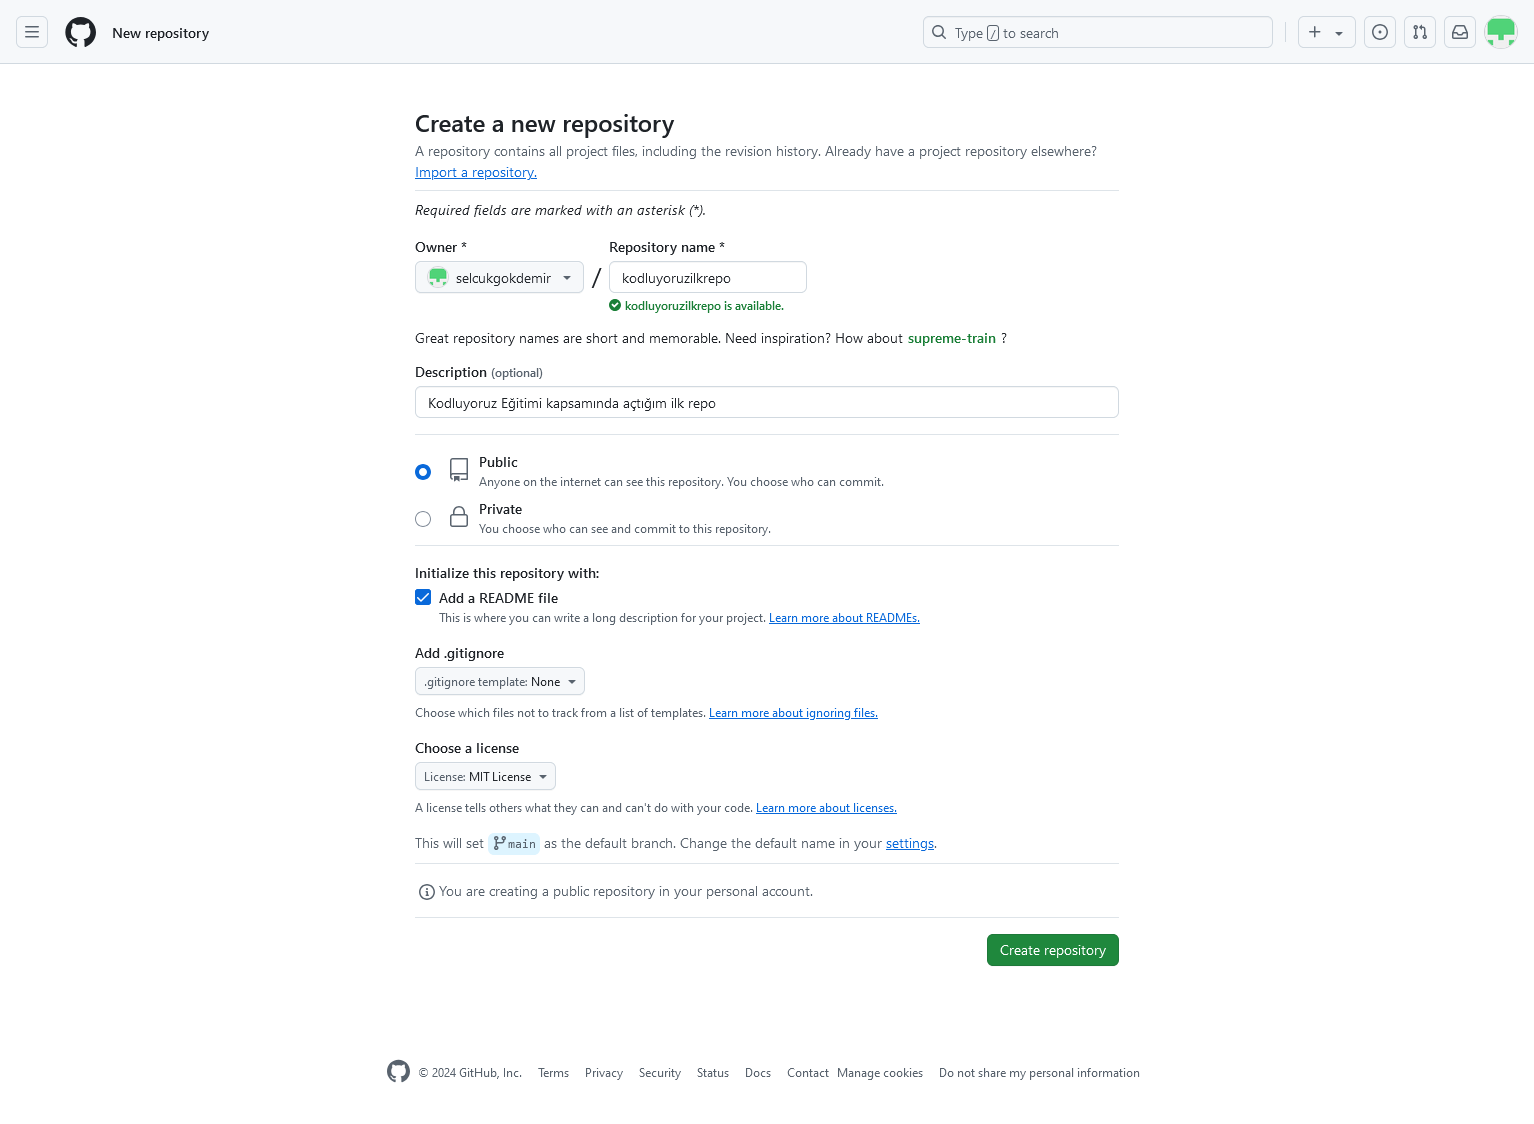 New repository
Type / to search
Create a new repository
A repository contains all project files, including the revision history. Already have a project repository elsewhere?
Import a repository.
Required fields are marked with an asterisk (*).
Owner * Repository name *
selcukgokdemir / kodluyoruzilkrepo
kodluyoruzilkrepo is available.
Great repository names are short and memorable. Need inspiration? How about supreme-train ?
Description (optional)
Kodluyoruz Eğitimi kapsamında açtığım ilk repo
Public
Anyone on the internet can see this repository. You choose who can commit.
Private
You choose who can see and commit to this repository.
Initialize this repository with:
Add a README file
This is where you can write a long description for your project. Learn more about READMEs.
Add .gitignore
.gitignore template: None
Choose which files not to track from a list of templates. Learn more about ignoring files.
Choose a license
License: MIT License
A license tells others what they can and can't do with your code. Learn more about licenses.
This will set main as the default branch. Change the default name in your settings.
You are creating a public repository in your personal account.
Create repository
© 2024 GitHub, Inc. Terms Privacy Security Status Docs Contact Manage cookies Do not share my personal information